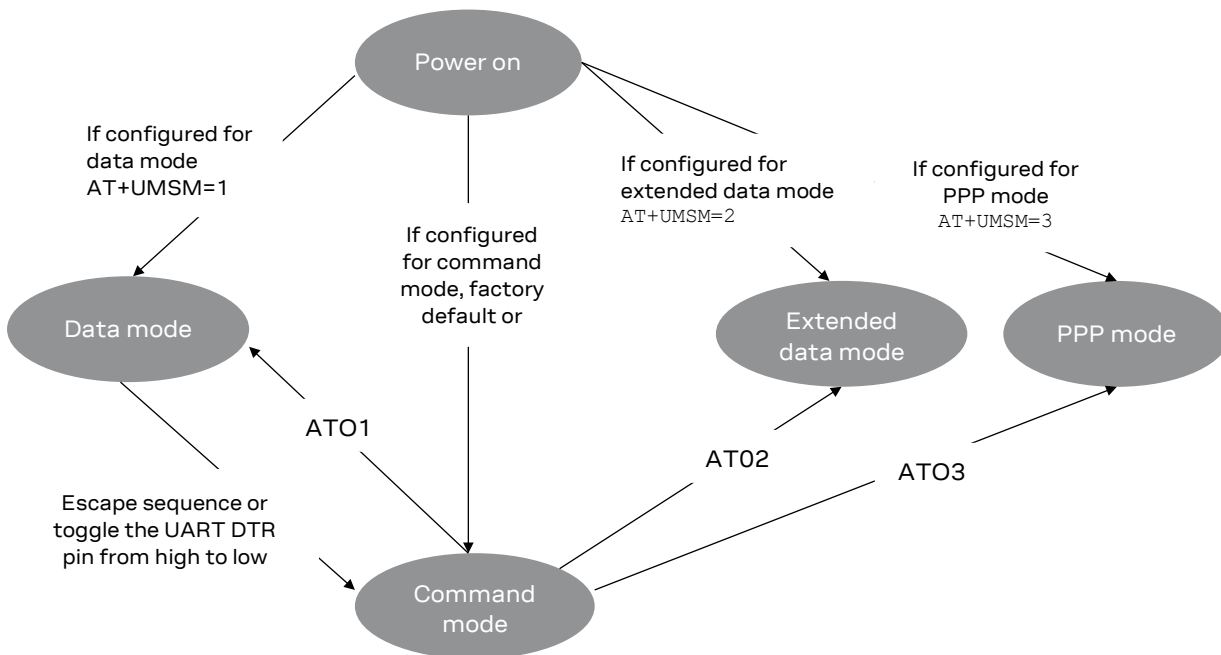 Power on
If configured for
data mode
AT+UMSM=1
If configured for
extended data mode
AT+UMSM=2
If configured for
PPP mode
AT+UMSM=3
If configured
for command
mode, factory
default or
Data mode
Extended
data mode
PPP mode
ATO1
AT02
ATO3
Escape sequence or
toggle the UART DTR
pin from high to low
Command
mode